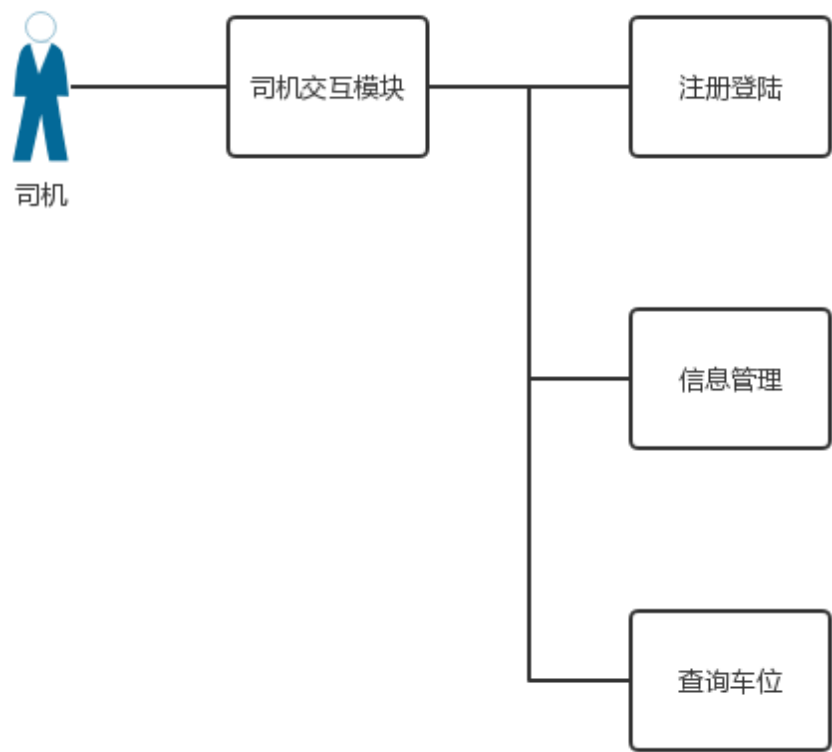 司机交互模块
注册登陆
司机
信息管理
查询车位